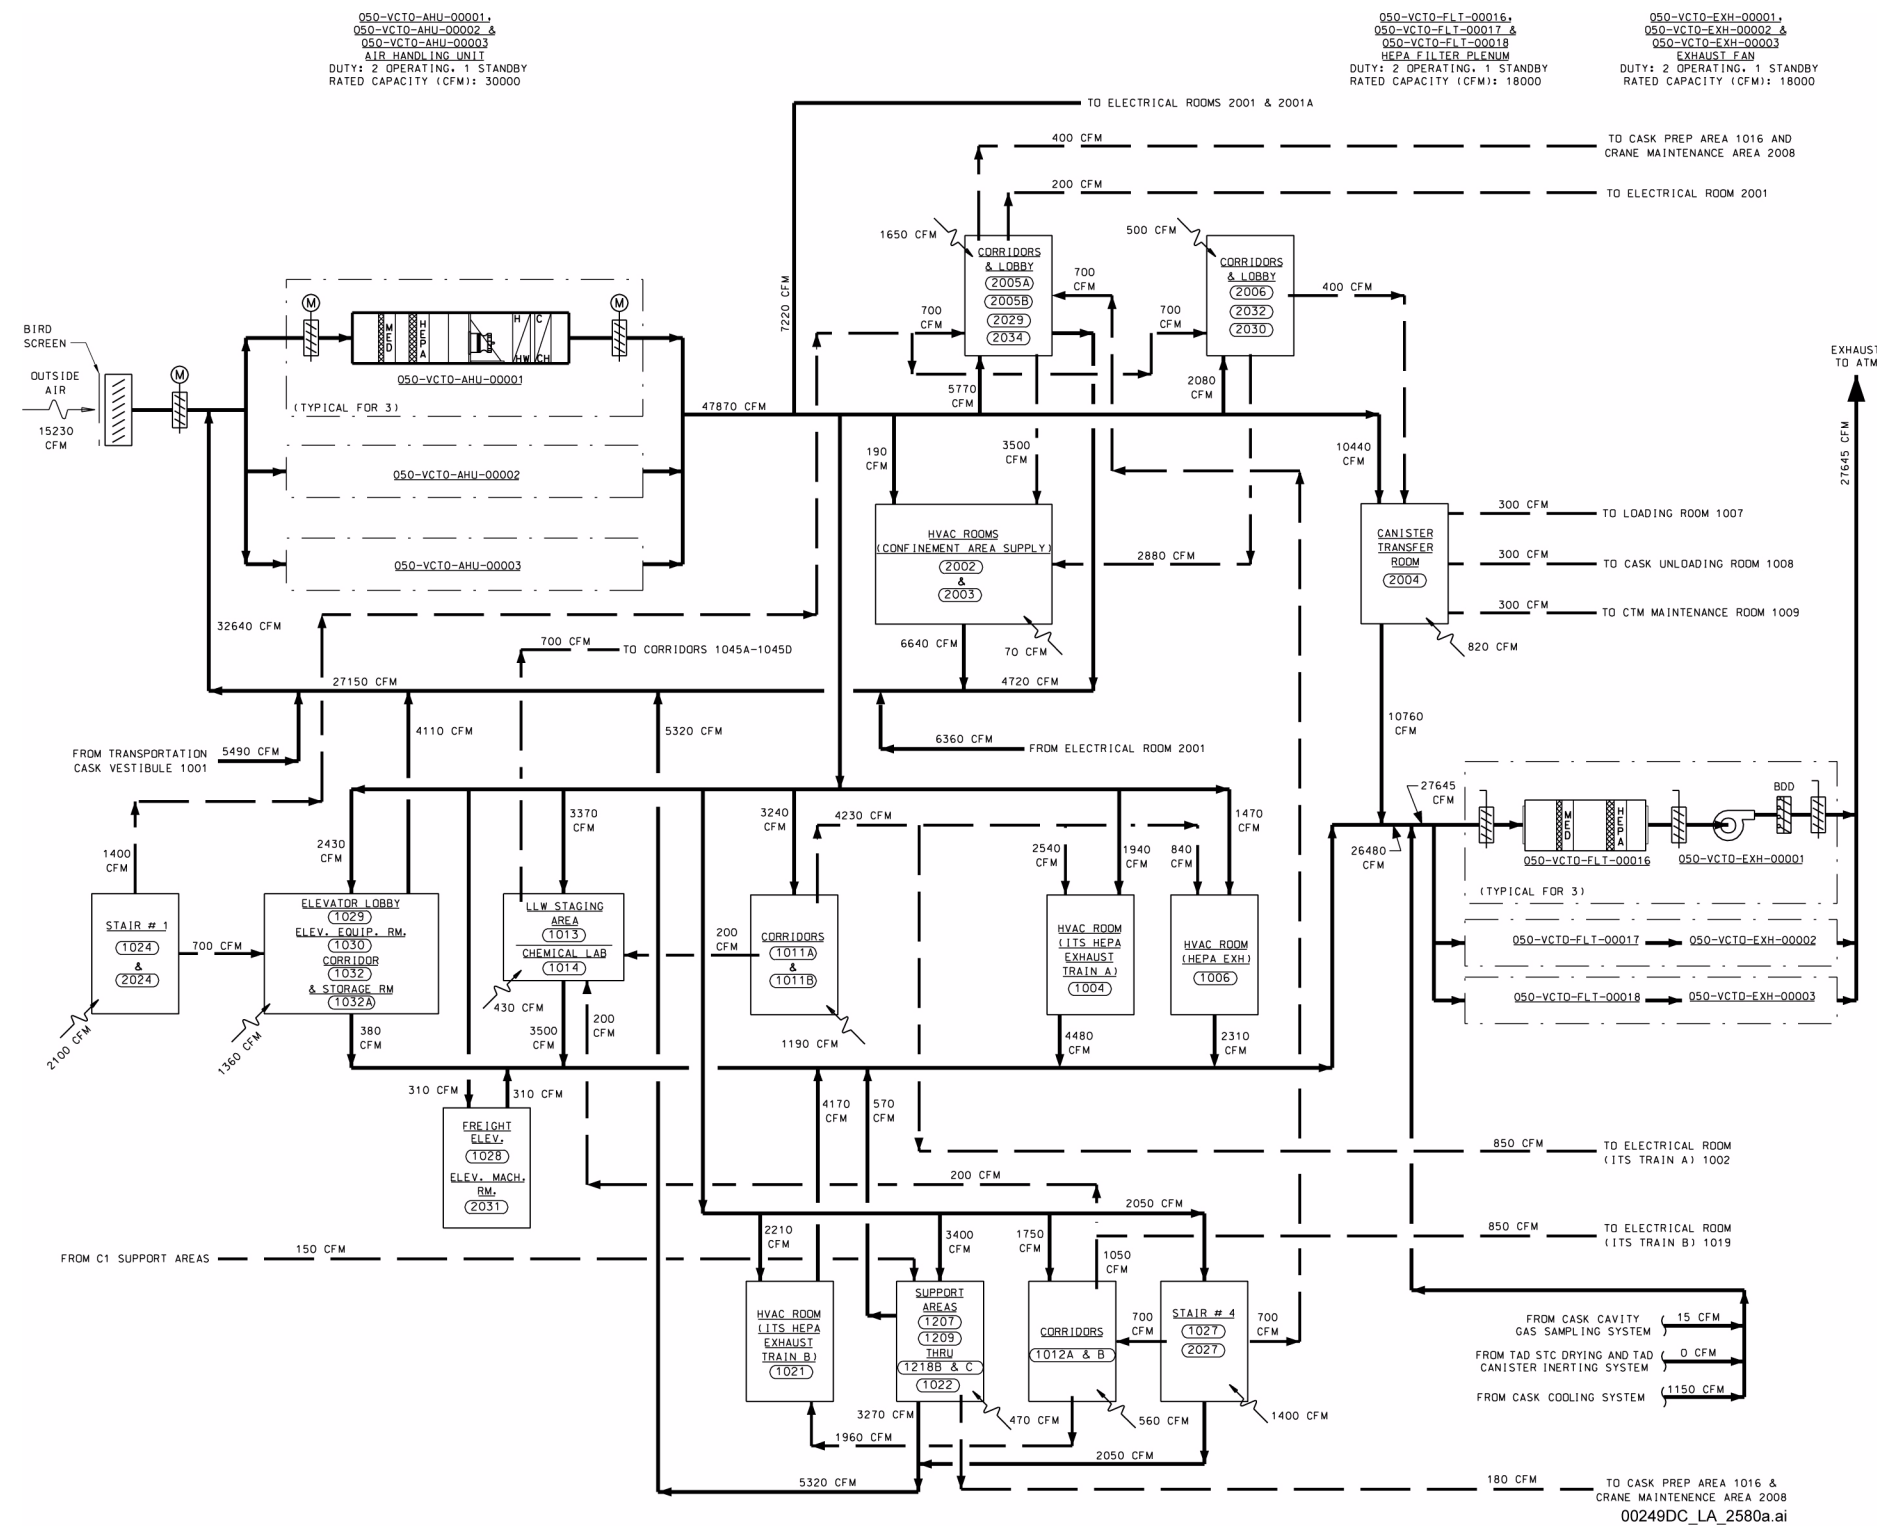 050-VCTO-AHU-00001,
050-VCTO-AHU-00002 &
050-VCTO-AHU-00003
AIR HANDLING UNIT
DUTY: 2 OPERATING, 1 STANDBY
RATED CAPACITY (CFM): 30000
050-VCTO-FLT-00016,
050-VCTO-FLT-00017 &
050-VCTO-FLT-00018
HEPA FILTER PLENUM
DUTY: 2 OPERATING, 1 STANDBY
RATED CAPACITY (CFM): 18000
050-VCTO-EXH-00001,
050-VCTO-EXH-00002 &
050-VCTO-EXH-00003
EXHAUST FAN
DUTY: 2 OPERATING, 1 STANDBY
RATED CAPACITY (CFM): 18000
TO ELECTRICAL ROOMS 2001 & 2001A
400 CFM
TO CASK PREP AREA 1016 AND
CRANE MAINTENANCE AREA 2008
200 CFM
TO ELECTRICAL ROOM 2001
1650 CFM
CORRIDORS
& LOBBY
2005A
2005B
2029
2034
700
CFM
700
CFM
500 CFM
CORRIDORS
& LOBBY
2006
2032
2030
700
CFM
400 CFM
7220 CFM
BIRD
SCREEN
OUTSIDE
AIR
15230
CFM
M
M
M
MED
HEPA
H
C
HW
CH
050-VCTO-AHU-00001
(TYPICAL FOR 3)
050-VCTO-AHU-00002
050-VCTO-AHU-00003
47870 CFM
5770
CFM
2080
CFM
EXHAUST
TO ATM
27645 CFM
190
CFM
3500
CFM
10440
CFM
HVAC ROOMS
(CONFINEMENT AREA SUPPLY)
2002
&
2003
2880 CFM
CANISTER
TRANSFER
ROOM
2004
300 CFM
TO LOADING ROOM 1007
300 CFM
TO CASK UNLOADING ROOM 1008
300 CFM
TO CTM MAINTENANCE ROOM 1009
820 CFM
32640 CFM
700 CFM
TO CORRIDORS 1045A-1045D
6640 CFM
70 CFM
27150 CFM
4720 CFM
4110 CFM
5320 CFM
10760
CFM
FROM TRANSPORTATION
CASK VESTIBULE 1001
5490 CFM
6360 CFM
FROM ELECTRICAL ROOM 2001
1400
CFM
2430
CFM
3370
CFM
3240
CFM
4230 CFM
2540
CFM
1940
CFM
840
CFM
1470
CFM
27645
CFM
26480
CFM
BDD
MED
HEPA
050-VCTO-FLT-00016
050-VCTO-EXH-00001
(TYPICAL FOR 3)
050-VCTO-FLT-00017
050-VCTO-EXH-00002
050-VCTO-FLT-00018
050-VCTO-EXH-00003
STAIR # 1
1024
&
2024
700 CFM
2100 CFM
ELEVATOR LOBBY
1029
ELEV. EQUIP. RM.
1030
CORRIDOR
1032
& STORAGE RM
1032A
1360 CFM
LLW STAGING
AREA
1013
CHEMICAL LAB
1014
430 CFM
200
CFM
CORRIDORS
1011A
&
1011B
1190 CFM
HVAC ROOM
(ITS HEPA
EXHAUST
TRAIN A)
1004
HVAC ROOM
(HEPA EXH)
1006
380
CFM
3500
CFM
200
CFM
4480
CFM
2310
CFM
310 CFM
310 CFM
FREIGHT
ELEV.
1028
ELEV. MACH.
RM.
2031
4170
CFM
570
CFM
850 CFM
TO ELECTRICAL ROOM
(ITS TRAIN A) 1002
200 CFM
2050 CFM
850 CFM
TO ELECTRICAL ROOM
(ITS TRAIN B) 1019
FROM C1 SUPPORT AREAS
150 CFM
2210
CFM
3400
CFM
1750
CFM
1050
CFM
HVAC ROOM
(ITS HEPA
EXHAUST
TRAIN B)
1021
SUPPORT
AREAS
1207
1209
THRU
1218B & C
1022
CORRIDORS
1012A & B
700
CFM
STAIR # 4
1027
2027
700
CFM
FROM CASK CAVITY
GAS SAMPLING SYSTEM
15 CFM
FROM TAD STC DRYING AND TAD
CANISTER INERTING SYSTEM
0 CFM
FROM CASK COOLING SYSTEM
1150 CFM
3270 CFM
470 CFM
560 CFM
1400 CFM
1960 CFM
2050 CFM
5320 CFM
180 CFM
TO CASK PREP AREA 1016 &
CRANE MAINTENENCE AREA 2008
00249DC_LA_2580a.ai